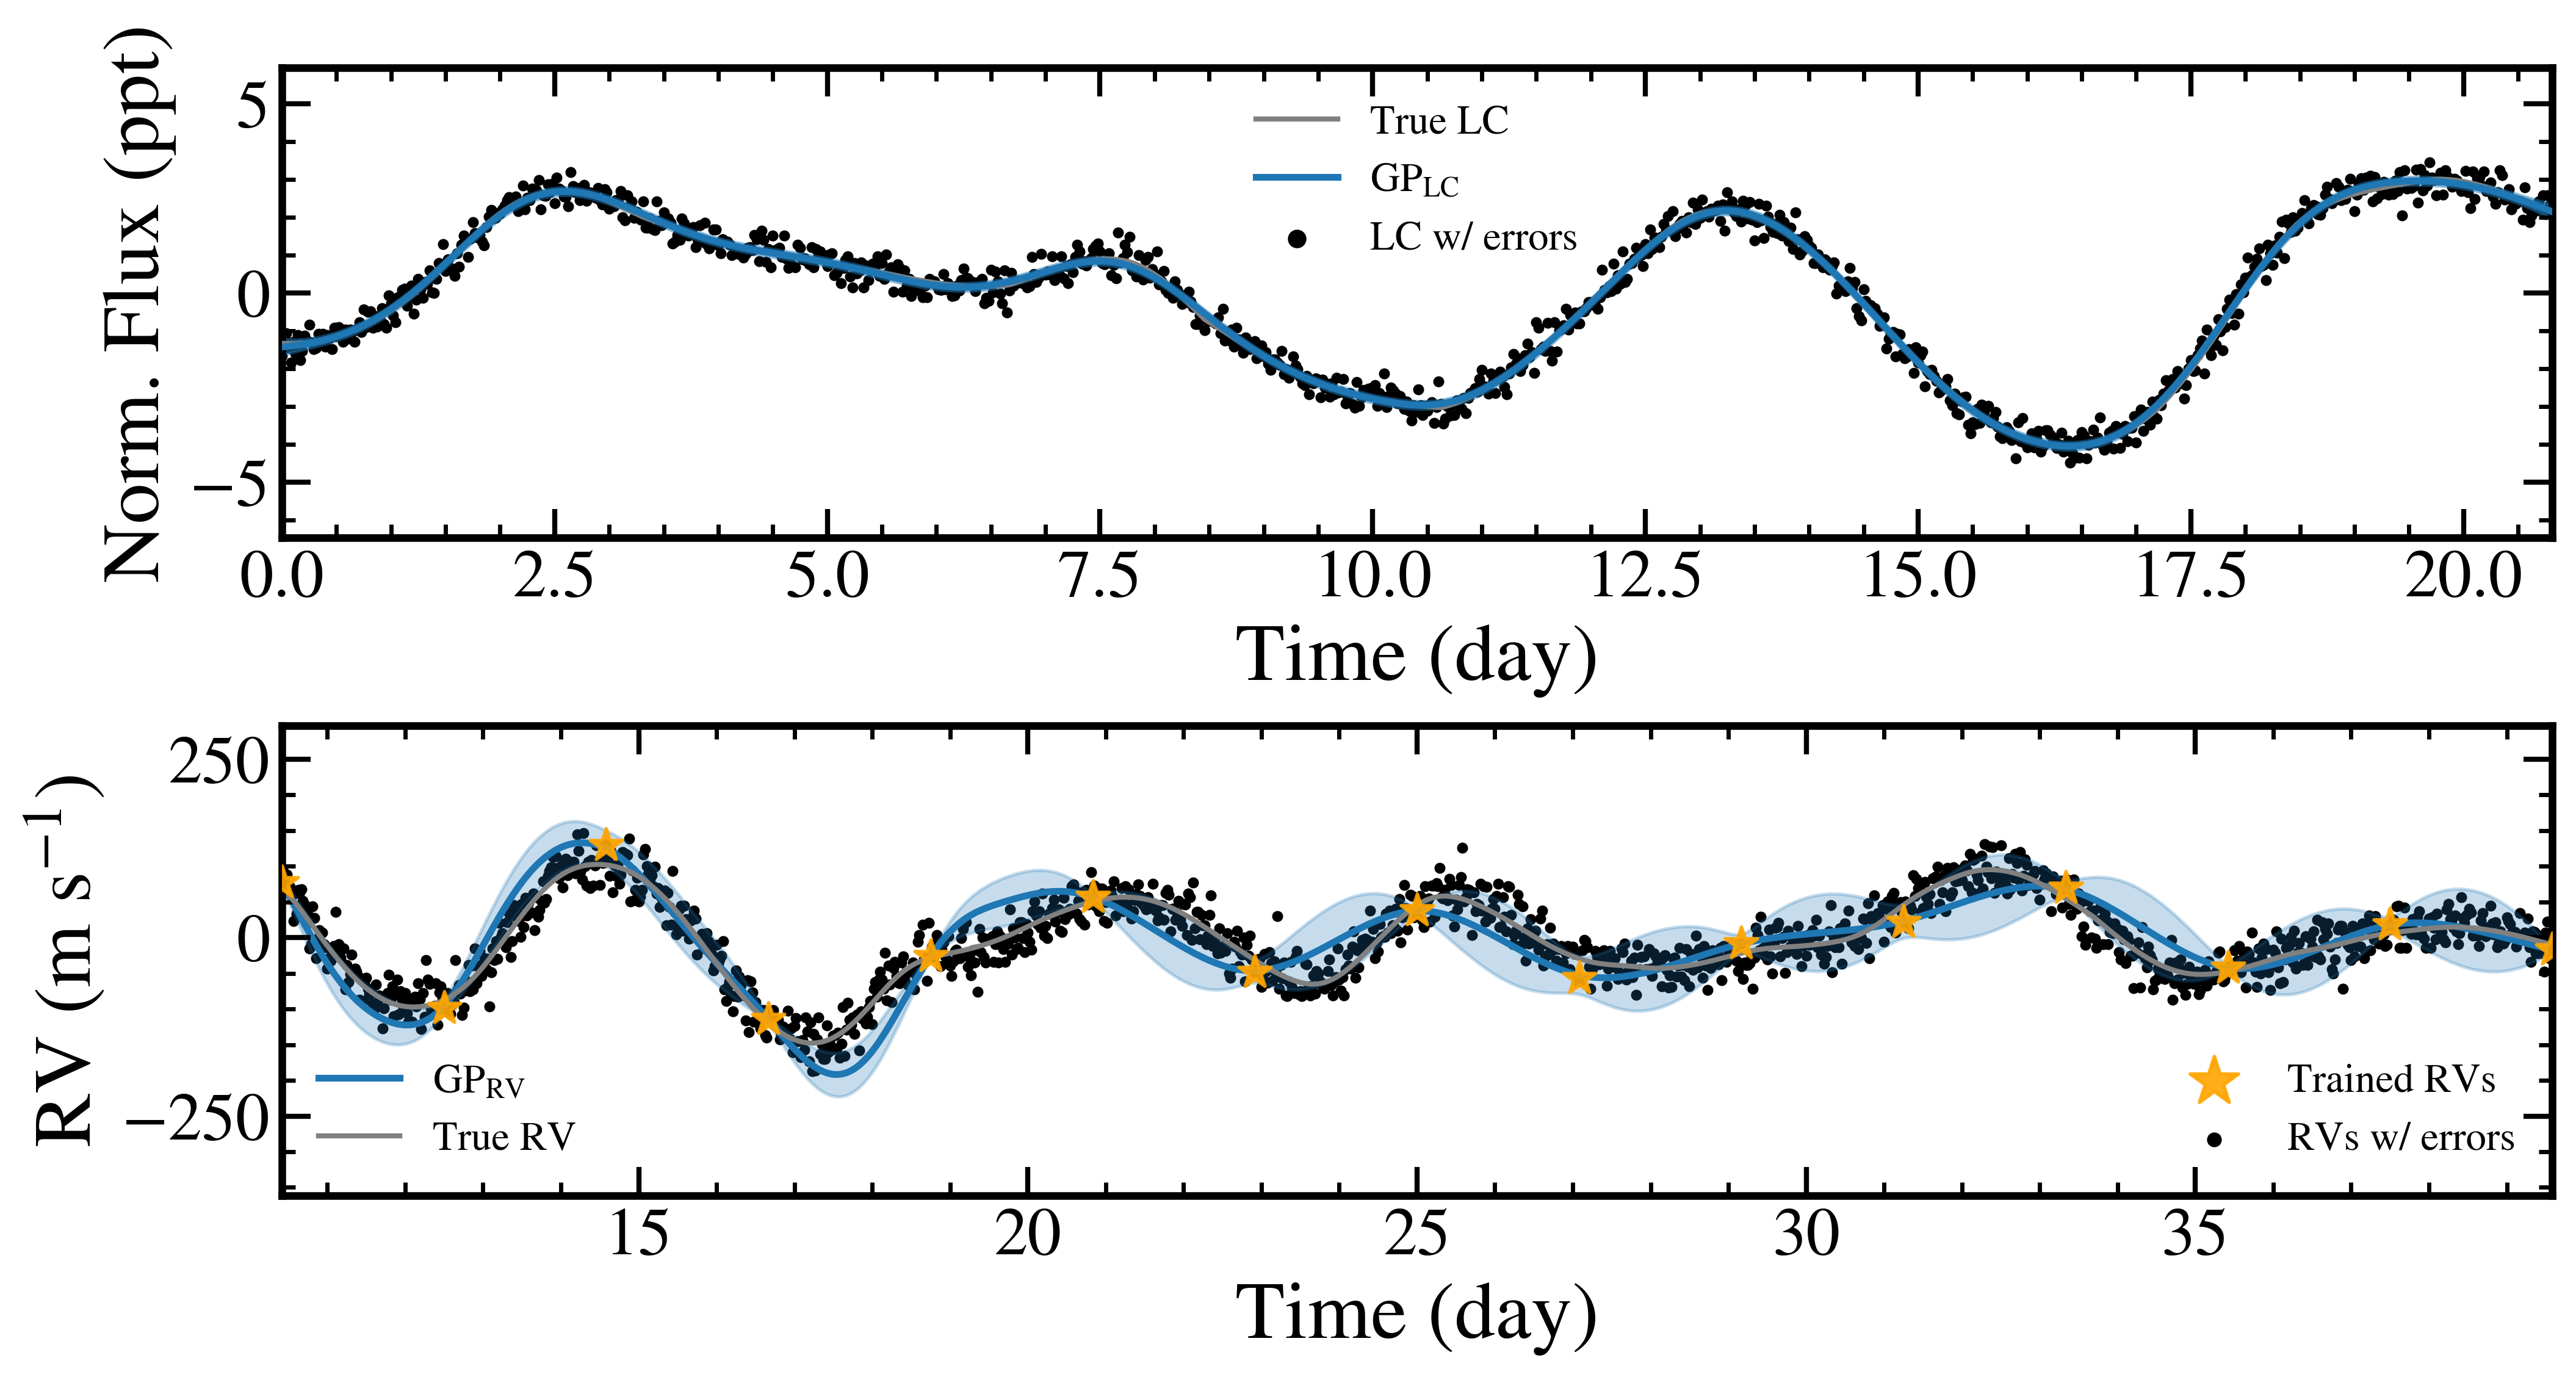 Norm. Flux (ppt)
5
0
−5
True LC
GP_LC
LC w/ errors
0.0 2.5 5.0 7.5 10.0 12.5 15.0 17.5 20.0
Time (day)
RV (m s⁻¹)
250
0
−250
GP_RV
True RV
Trained RVs
RVs w/ errors
15 20 25 30 35
Time (day)